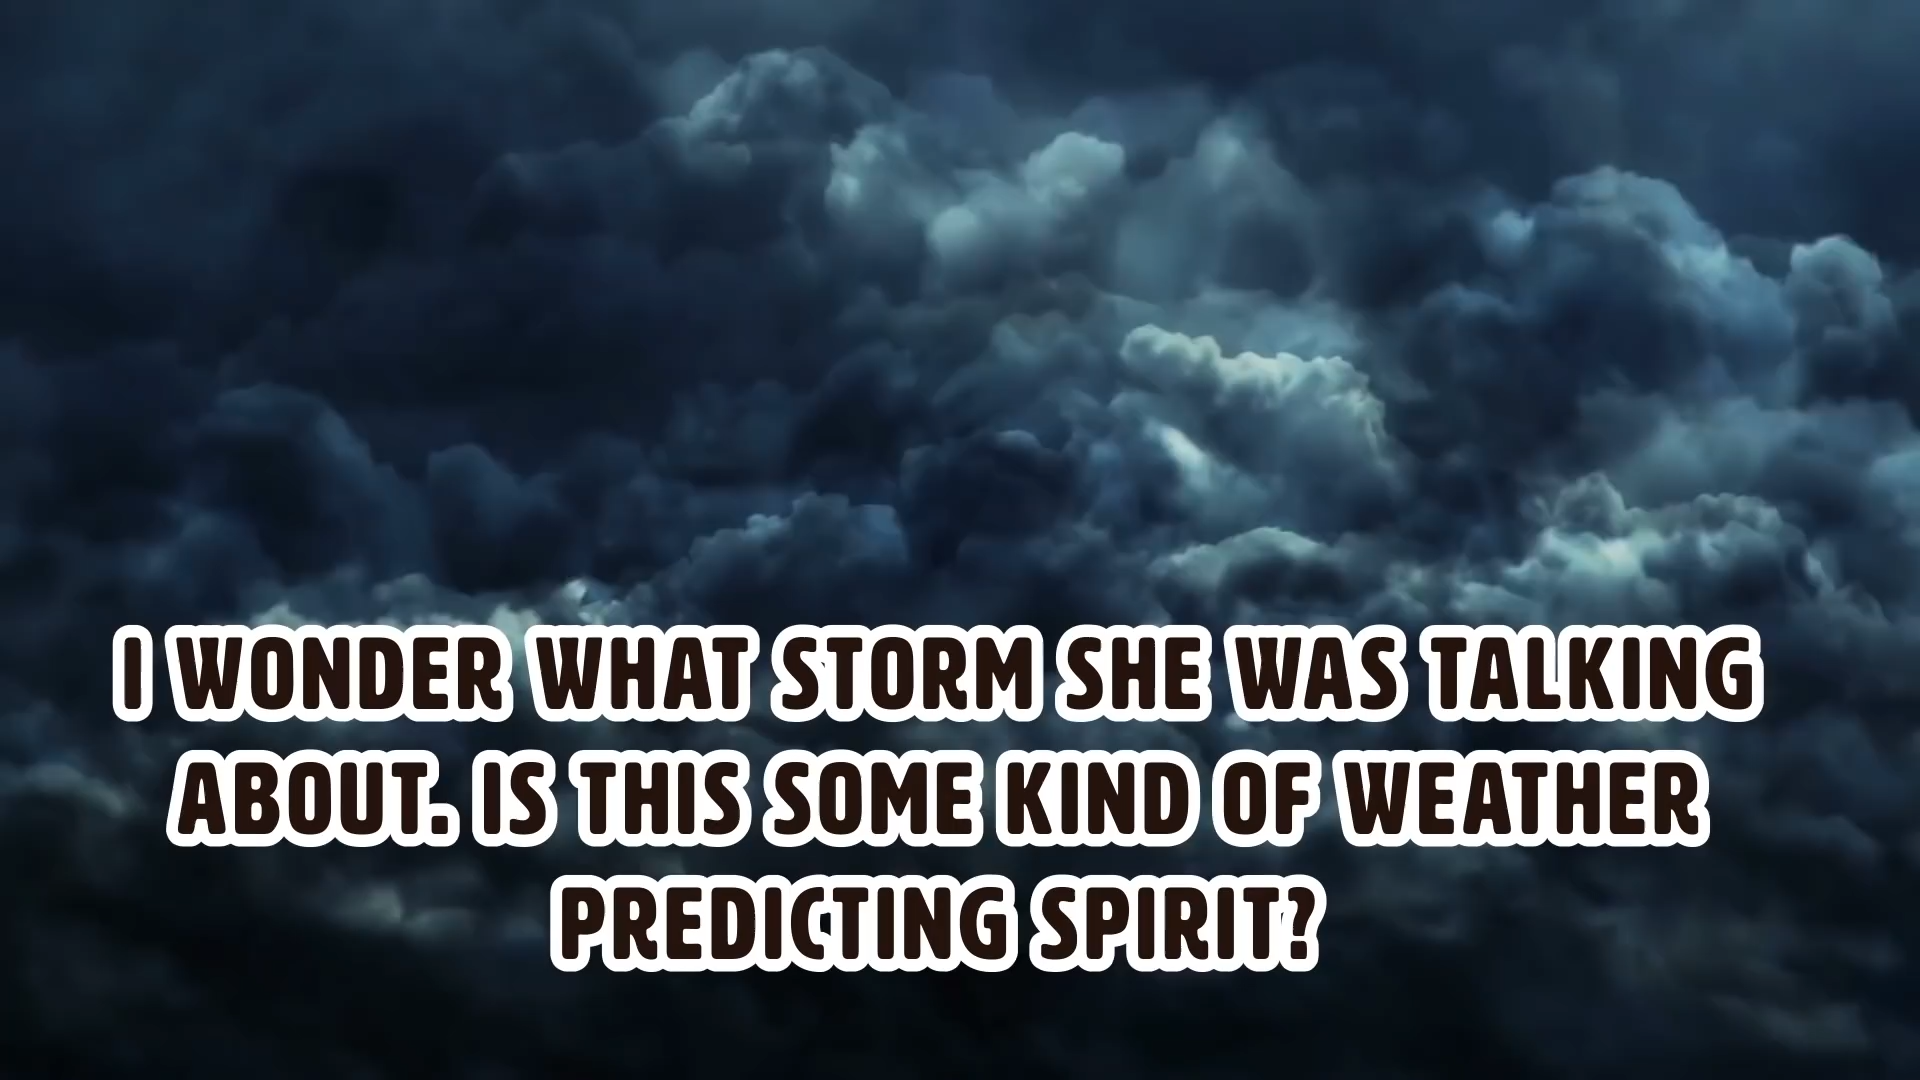 I WONDER WHAT STORM SHE WAS TALKING
ABOUT. IS THIS SOME KIND OF WEATHER
PREDICTING SPIRIT?